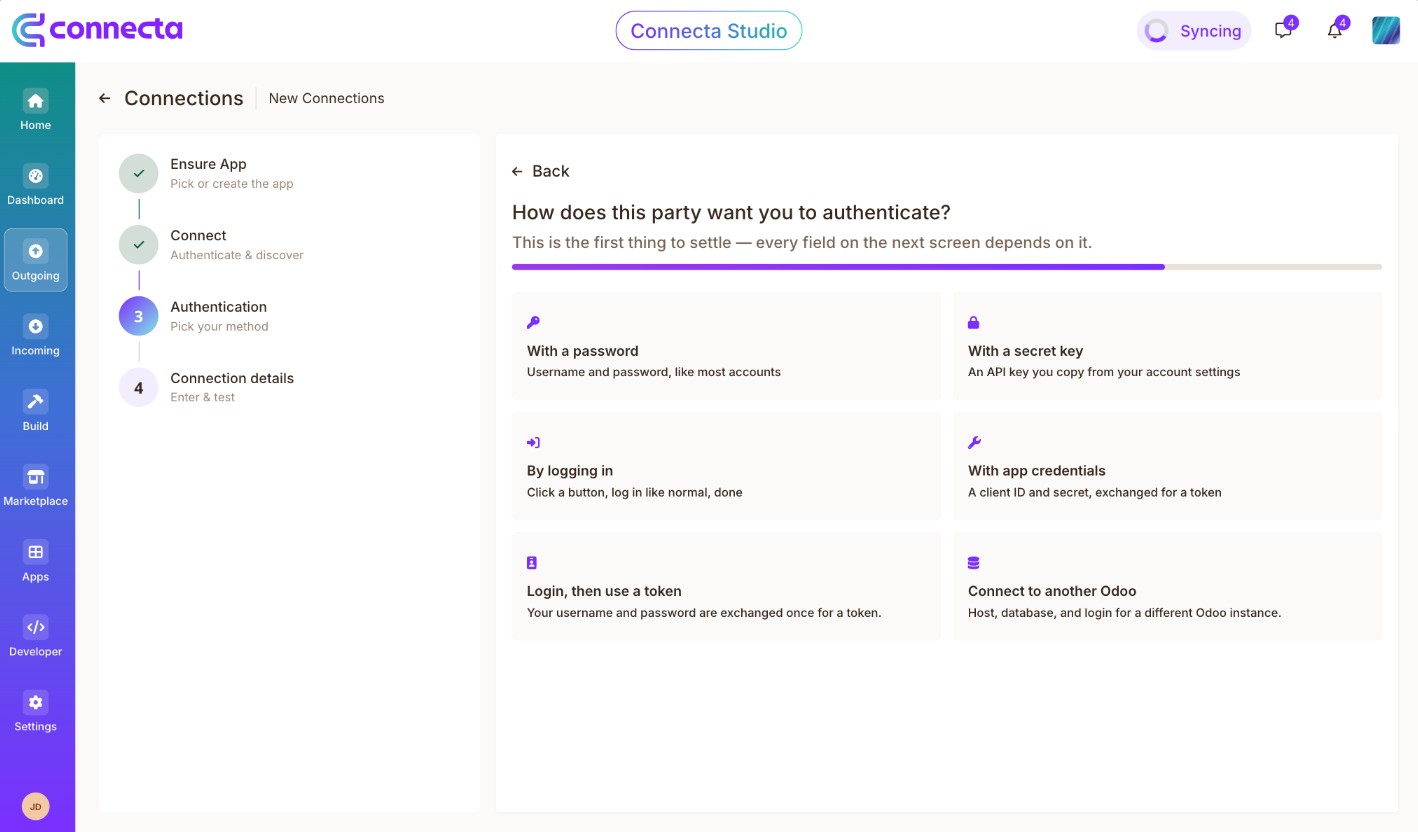 connecta
Connecta Studio
Syncing
4
4
Home
Dashboard
Outgoing
Incoming
Build
Marketplace
Apps
Developer
Settings
JD
Connections
New Connections
Ensure App
Pick or create the app
Connect
Authenticate & discover
3
Authentication
Pick your method
4
Connection details
Enter & test
Back
How does this party want you to authenticate?
This is the first thing to settle — every field on the next screen depends on it.
With a password
Username and password, like most accounts
With a secret key
An API key you copy from your account settings
By logging in
Click a button, log in like normal, done
With app credentials
A client ID and secret, exchanged for a token
Login, then use a token
Your username and password are exchanged once for a token.
Connect to another Odoo
Host, database, and login for a different Odoo instance.